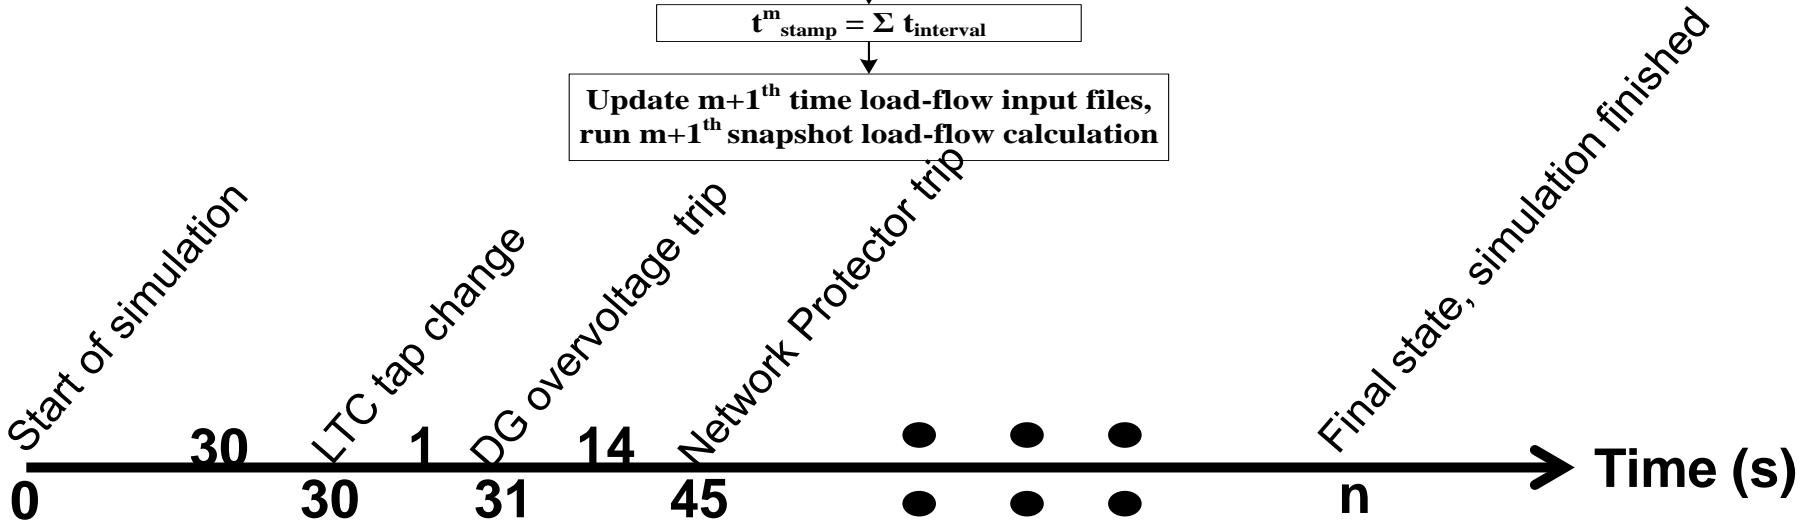 t^m_stamp = Σ t_interval
Update m+1^th time load-flow input files,
run m+1^th snapshot load-flow calculation
Start of simulation
LTC tap change
DG overvoltage trip
Network Protector trip
Final state, simulation finished
30
1
14
Time (s)
0
30
31
45
n